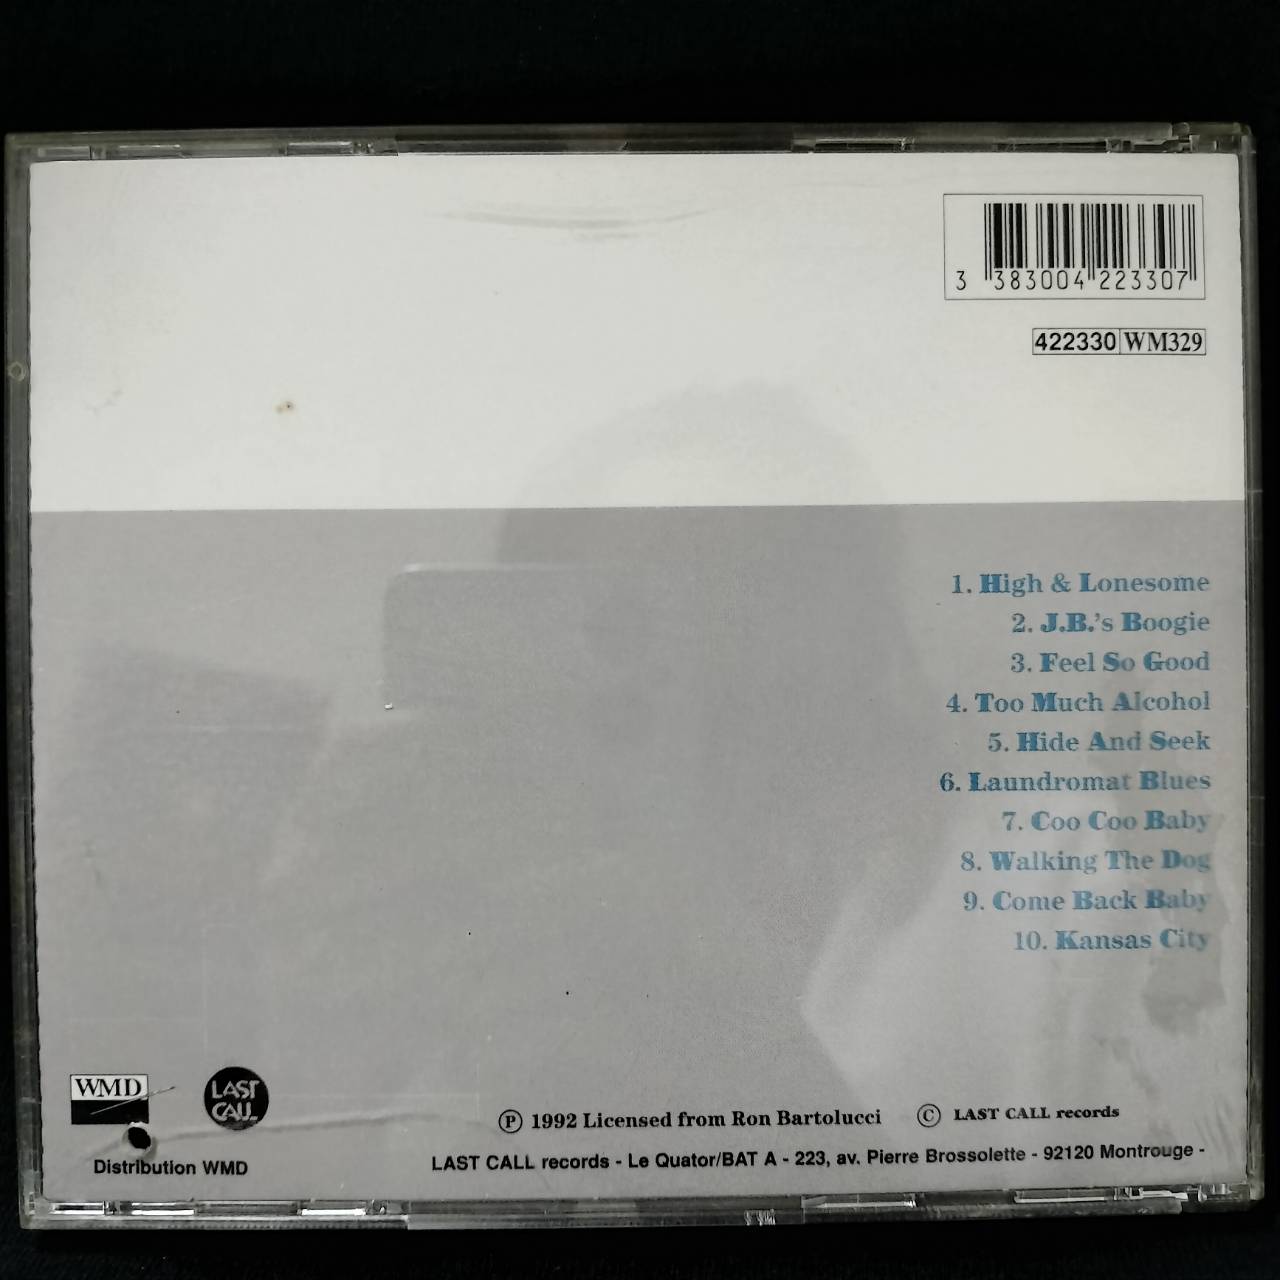 3 383004 223307
422330 WM329
1. High & Lonesome
2. J.B.'s Boogie
3. Feel So Good
4. Too Much Alcohol
5. Hide And Seek
6. Laundromat Blues
7. Coo Coo Baby
8. Walking The Dog
9. Come Back Baby
10. Kansas City
WMD
LAST
CALL
Ⓟ 1992 Licensed from Ron Bartolucci © LAST CALL records
Distribution WMD
LAST CALL records - Le Quator/BAT A - 223, av. Pierre Brossolette - 92120 Montrouge -